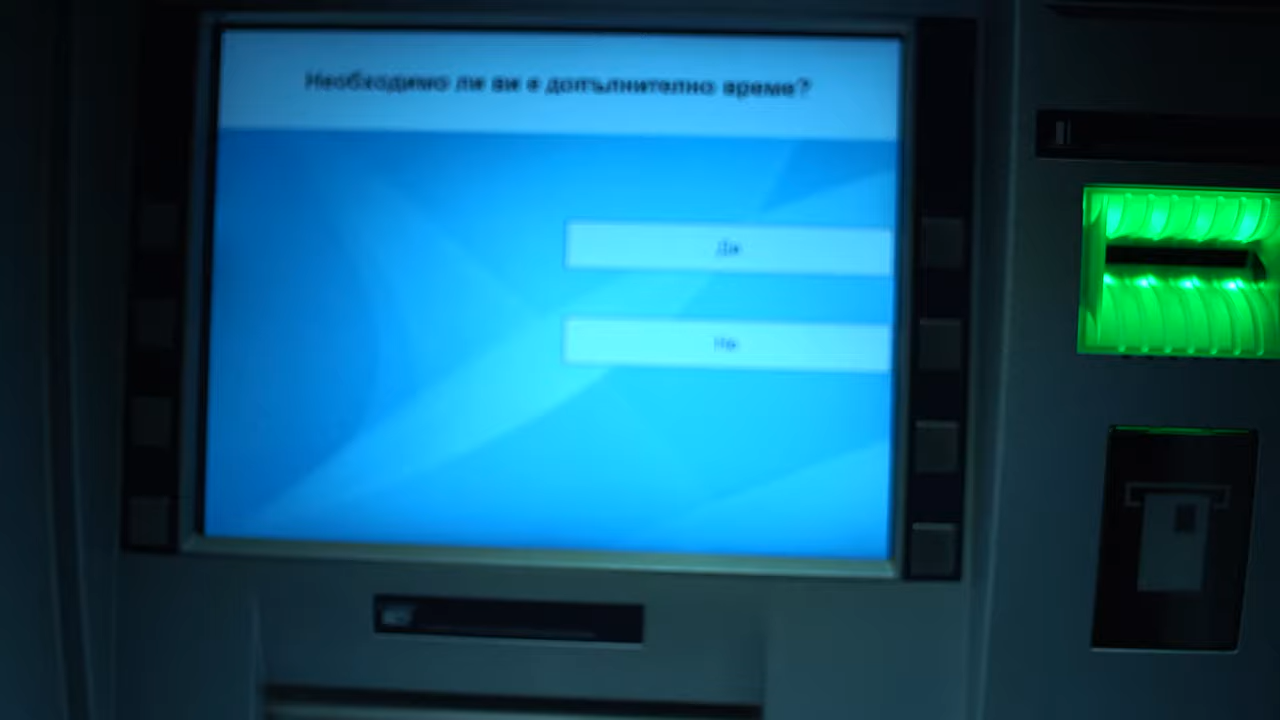 Необходимо ли ви е допълнително време?
Да
Не